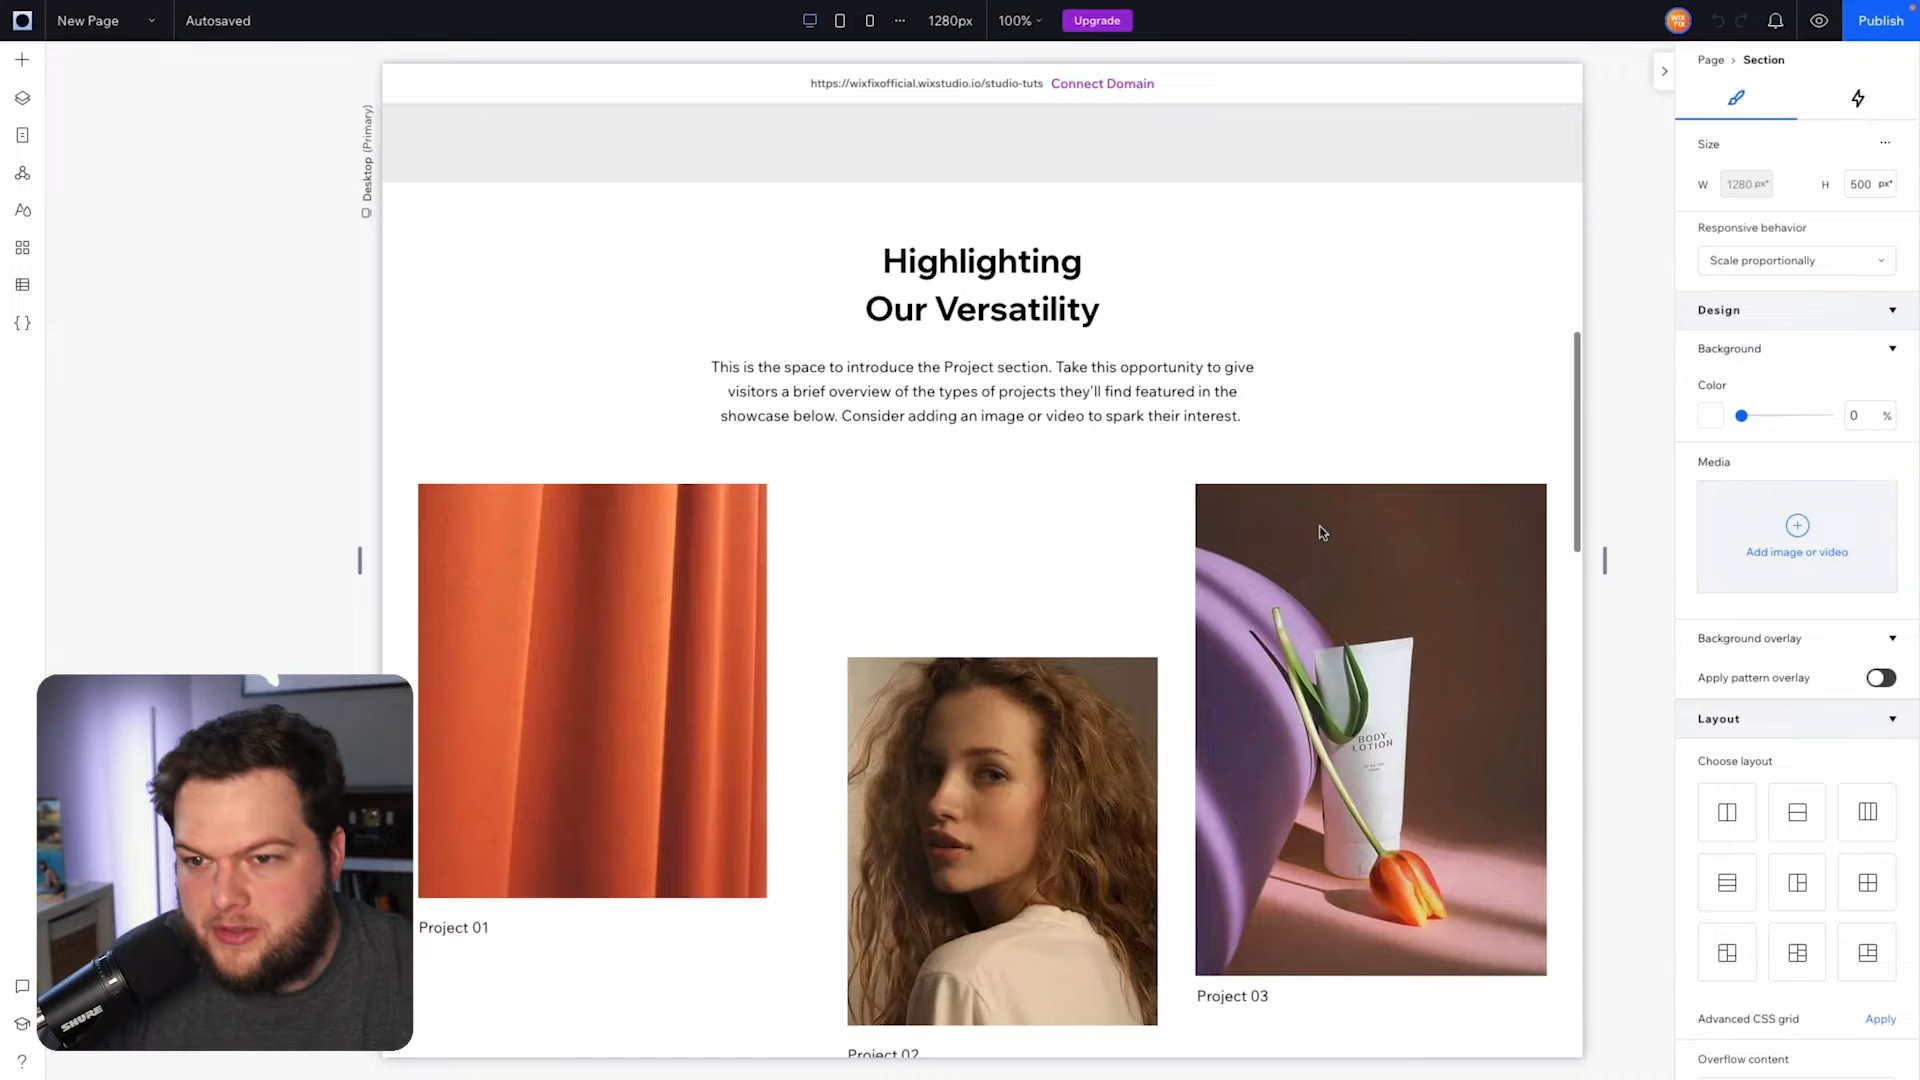 New Page
Autosaved
1280px
100%
Upgrade
WIX
FIX
Publish
https://wixfixofficial.wixstudio.io/studio-tuts Connect Domain
Desktop (Primary)
Highlighting
Our Versatility
This is the space to introduce the Project section. Take this opportunity to give
visitors a brief overview of the types of projects they'll find featured in the
showcase below. Consider adding an image or video to spark their interest.
Project 01
BODY
LOTION
Project 03
Project 02
SHURE
Page > Section
Size
W 1280 px* H 500 px*
Responsive behavior
Scale proportionally
Design
Background
Color
0 %
Media
Add image or video
Background overlay
Apply pattern overlay
Layout
Choose layout
Advanced CSS grid Apply
Overflow content